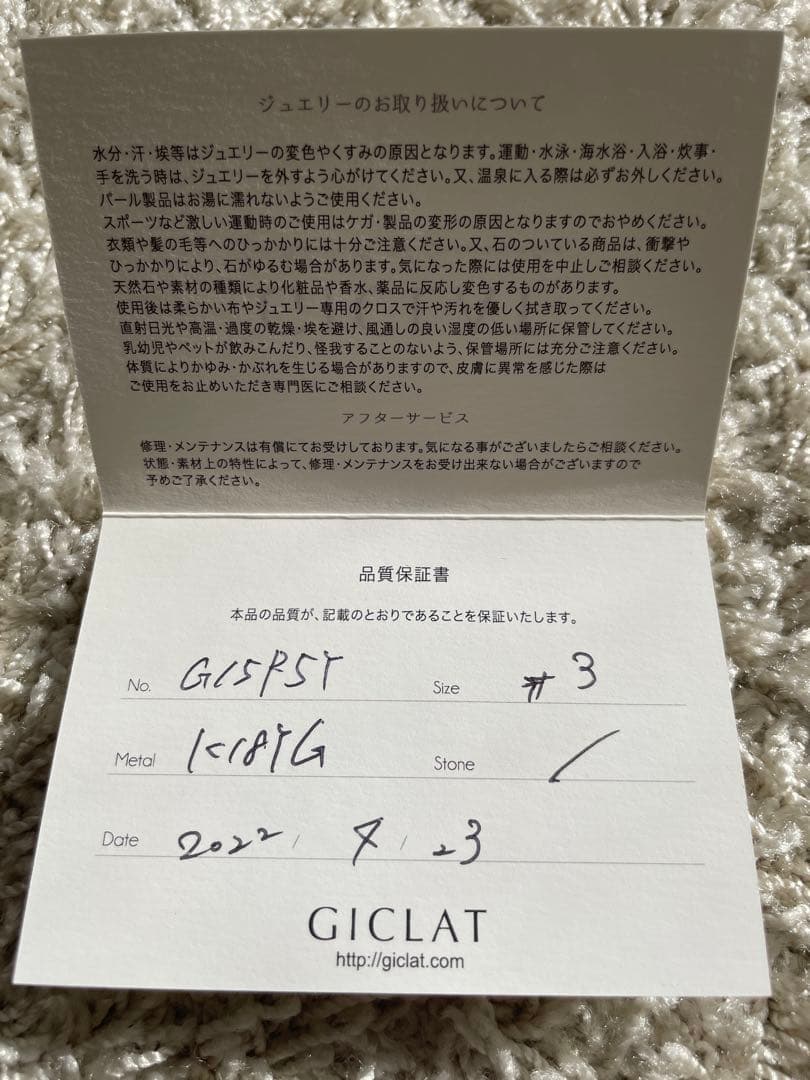 ジュエリーのお取り扱いについて
水分・汗・埃等はジュエリーの変色やくすみの原因となります。運動・水泳・海水浴・入浴・炊事・
手を洗う時は、ジュエリーを外すよう心がけてください。又、温泉に入る際は必ずお外しください。
パール製品はお湯に濡れないようご使用ください。
スポーツなど激しい運動時のご使用はケガ・製品の変形の原因となりますのでおやめください。
衣類や髪の毛等へのひっかかりには十分ご注意ください。又、石のついている商品は、衝撃や
ひっかかりにより、石がゆるむ場合があります。気になった際には使用を中止しご相談ください。
天然石や素材の種類により化粧品や香水、薬品に反応し変色するものがあります。
使用後は柔らかい布やジュエリー専用のクロスで汗や汚れを優しく拭き取ってください。
直射日光や高温・過度の乾燥・埃を避け、風通しの良い湿度の低い場所に保管してください。
乳幼児やペットが飲みこんだり、怪我することのないよう、保管場所には充分ご注意ください。
体質によりかゆみ・かぶれを生じる場合がありますので、皮膚に異常を感じた際は
ご使用をお止めいただき専門医にご相談ください。
アフターサービス
修理・メンテナンスは有償にてお受けしております。気になる事がございましたらご相談ください。
状態・素材上の特性によって、修理・メンテナンスをお受け出来ない場合がございますので
予めご了承ください。
品質保証書
本品の品質が、記載のとおりであることを保証いたします。
No. G15P5Y Size #3
Metal K18YG Stone /
Date 2022 / 4 / 23
GICLAT
http://giclat.com